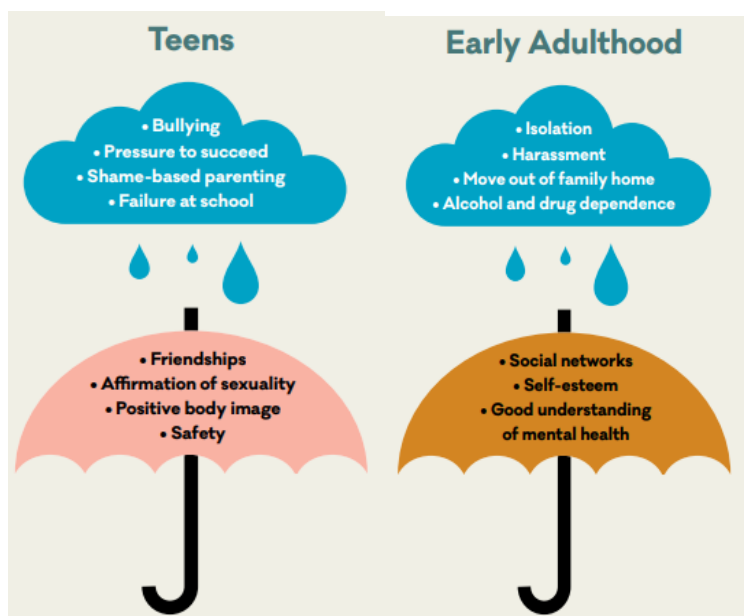 Teens
• Bullying
• Pressure to succeed
• Shame-based parenting
• Failure at school
• Friendships
• Affirmation of sexuality
• Positive body image
• Safety
Early Adulthood
• Isolation
• Harassment
• Move out of family home
• Alcohol and drug dependence
• Social networks
• Self-esteem
• Good understanding
of mental health